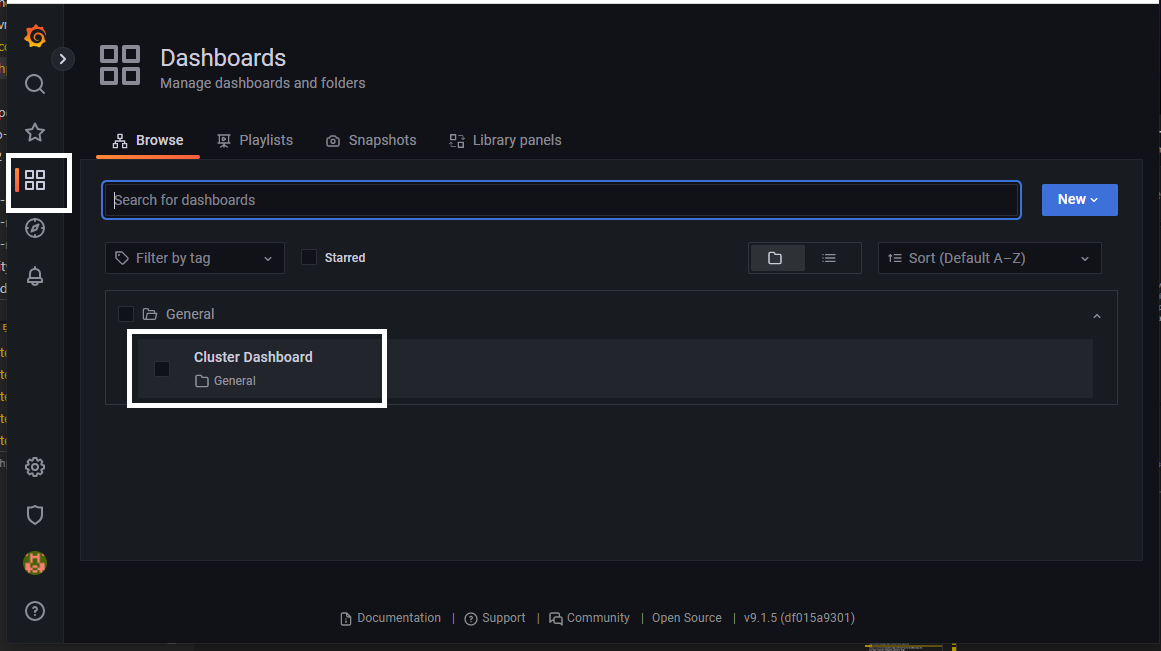 Dashboards
Manage dashboards and folders
Browse Playlists Snapshots Library panels
Search for dashboards New
Filter by tag Starred Sort (Default A–Z)
General
Cluster Dashboard
General
Documentation | Support | Community | Open Source | v9.1.5 (df015a9301)